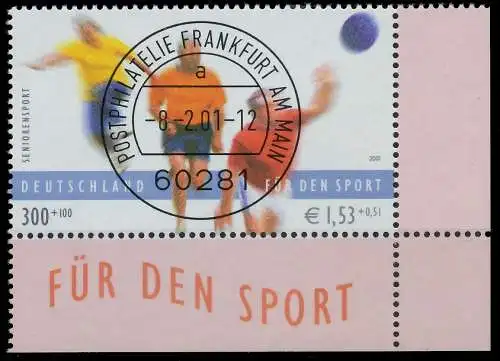 POSTPHILATELIE FRANKFURT AM MAIN
a
-8.-2.01-12
60281
SENIORENSPORT
2001
DEUTSCHLAND FÜR DEN SPORT
300+100 € 1,53+0,51
FÜR DEN SPORT